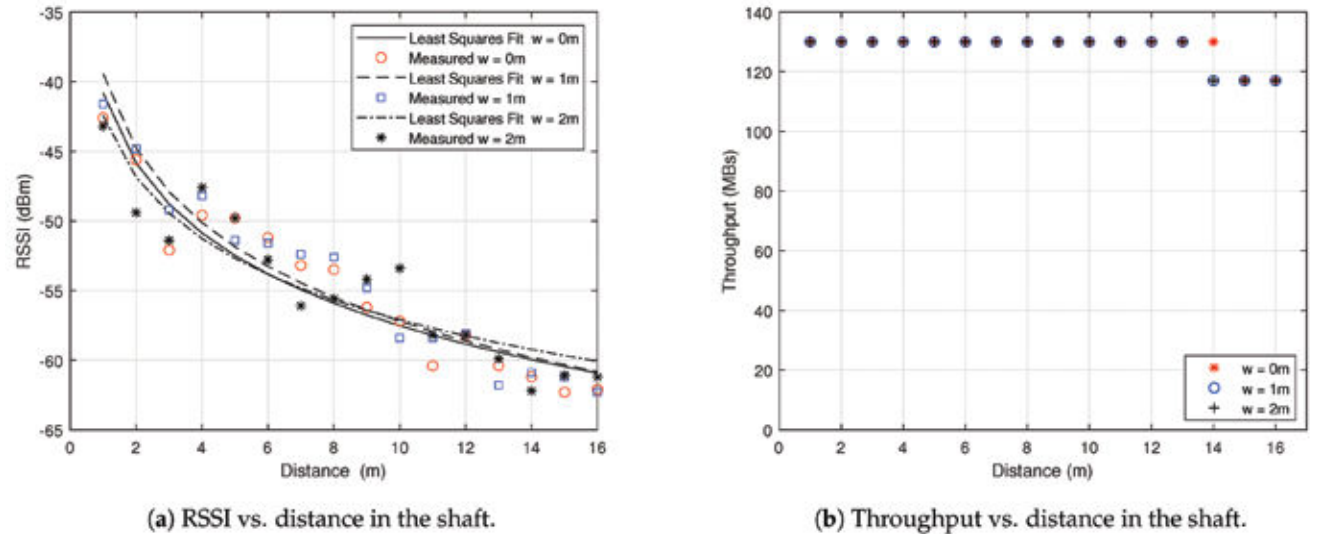 Least Squares Fit w = 0m
Measured w = 0m
Least Squares Fit w = 1m
Measured w = 1m
Least Squares Fit w = 2m
Measured w = 2m
-35
-40
-45
-50
-55
-60
-65
RSSI (dBm)
0 2 4 6 8 10 12 14 16
Distance (m)
(a) RSSI vs. distance in the shaft.
140
120
100
80
60
40
20
0
Throughput (MBs)
w = 0m
w = 1m
w = 2m
0 2 4 6 8 10 12 14 16
Distance (m)
(b) Throughput vs. distance in the shaft.